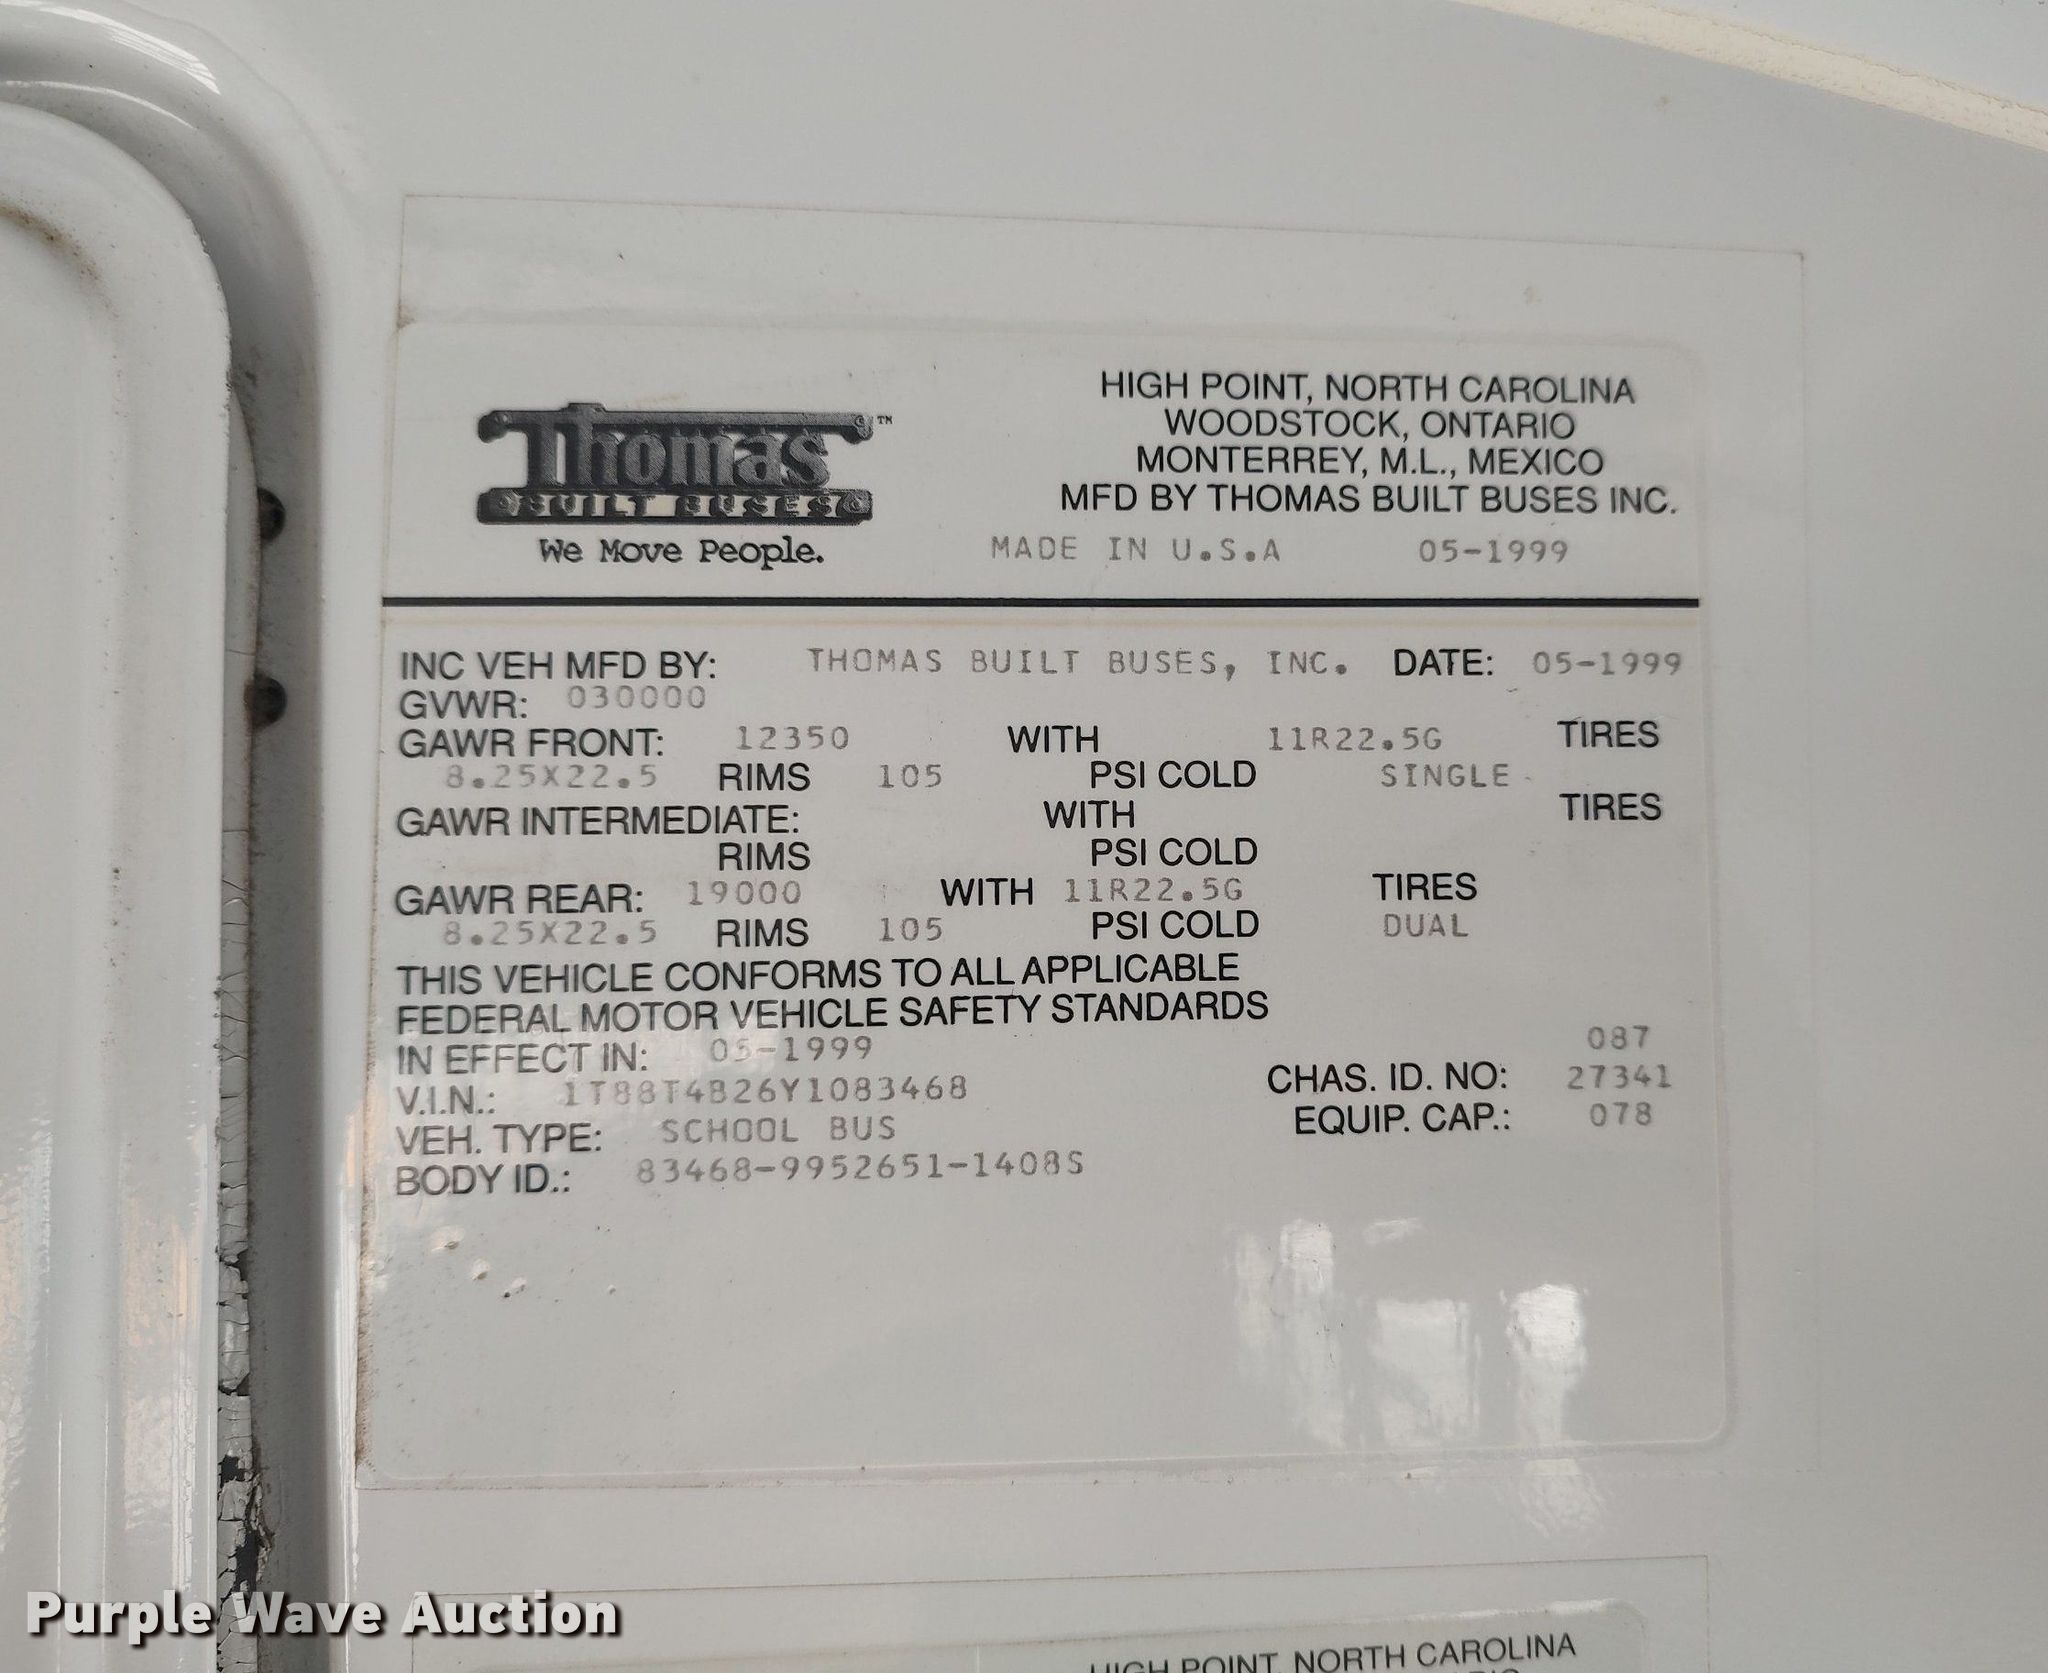 Thomas™
BUILT BUSES
We Move People.
HIGH POINT, NORTH CAROLINA
WOODSTOCK, ONTARIO
MONTERREY, M.L., MEXICO
MFD BY THOMAS BUILT BUSES INC.
MADE IN U.S.A 05-1999
INC VEH MFD BY: THOMAS BUILT BUSES, INC. DATE: 05-1999
GVWR: 030000
GAWR FRONT: 12350 WITH 11R22.5G TIRES
8.25X22.5 RIMS 105 PSI COLD SINGLE
GAWR INTERMEDIATE: WITH TIRES
RIMS PSI COLD
GAWR REAR: 19000 WITH 11R22.5G TIRES
8.25X22.5 RIMS 105 PSI COLD DUAL
THIS VEHICLE CONFORMS TO ALL APPLICABLE
FEDERAL MOTOR VEHICLE SAFETY STANDARDS
IN EFFECT IN: 05-1999 087
V.I.N.: 1T88T4B26Y1083468 CHAS. ID. NO: 27341
VEH. TYPE: SCHOOL BUS EQUIP. CAP.: 078
BODY ID.: 83468-9952651-1408S
Purple Wave Auction
HIGH POINT, NORTH CAROLINA